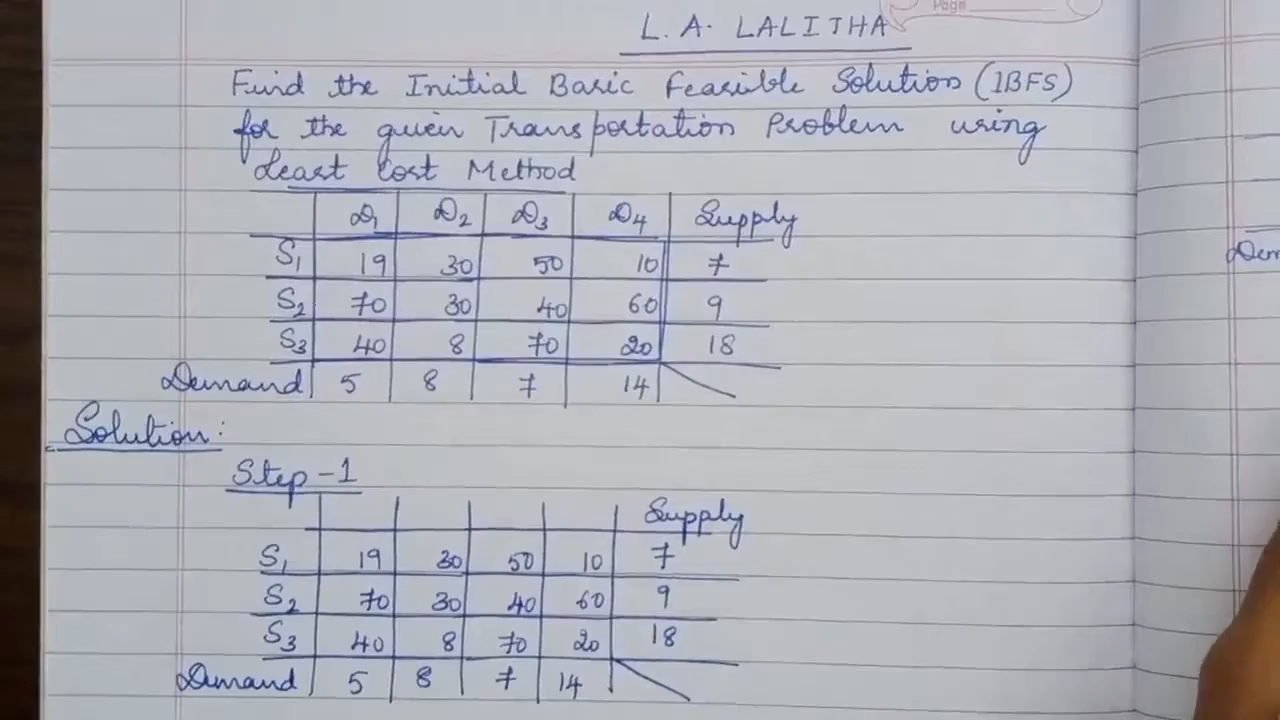 Page
L. A. LALITHA
Find the Initial Basic Feasible Solution (IBFS)
for the given Transportation Problem using
Least Cost Method
D1 D2 D3 D4 Supply
S1 19 30 50 10 7
S2 70 30 40 60 9
S3 40 8 70 20 18
Demand 5 8 7 14
Solution:
Step-1
Supply
S1 19 30 50 10 7
S2 70 30 40 60 9
S3 40 8 70 20 18
Demand 5 8 7 14